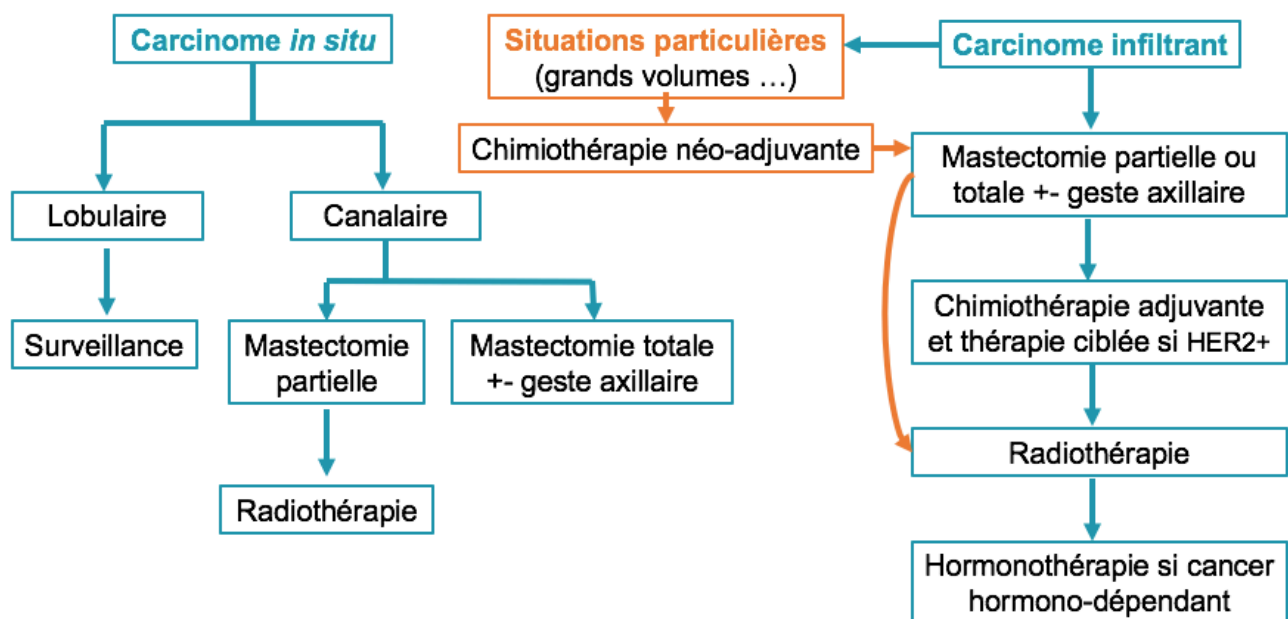 Carcinome in situ
Situations particulières
(grands volumes …)
Carcinome infiltrant
Chimiothérapie néo-adjuvante
Mastectomie partielle ou
totale +- geste axillaire
Lobulaire
Canalaire
Surveillance
Mastectomie
partielle
Mastectomie totale
+- geste axillaire
Chimiothérapie adjuvante
et thérapie ciblée si HER2+
Radiothérapie
Radiothérapie
Hormonothérapie si cancer
hormono-dépendant